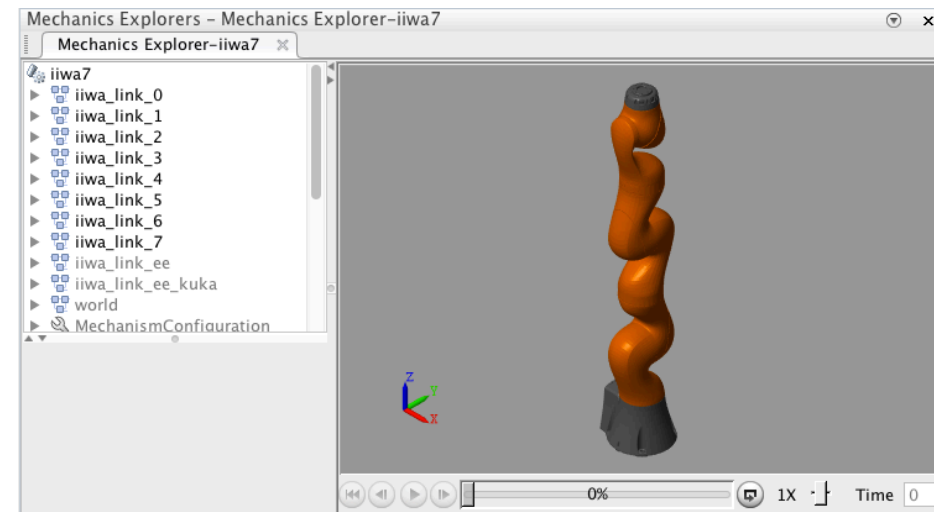 Mechanics Explorers – Mechanics Explorer–iiwa7
Mechanics Explorer–iiwa7
iiwa7
iiwa_link_0
iiwa_link_1
iiwa_link_2
iiwa_link_3
iiwa_link_4
iiwa_link_5
iiwa_link_6
iiwa_link_7
iiwa_link_ee
iiwa_link_ee_kuka
world
MechanismConfiguration
Z
Y
X
0% 1X Time 0